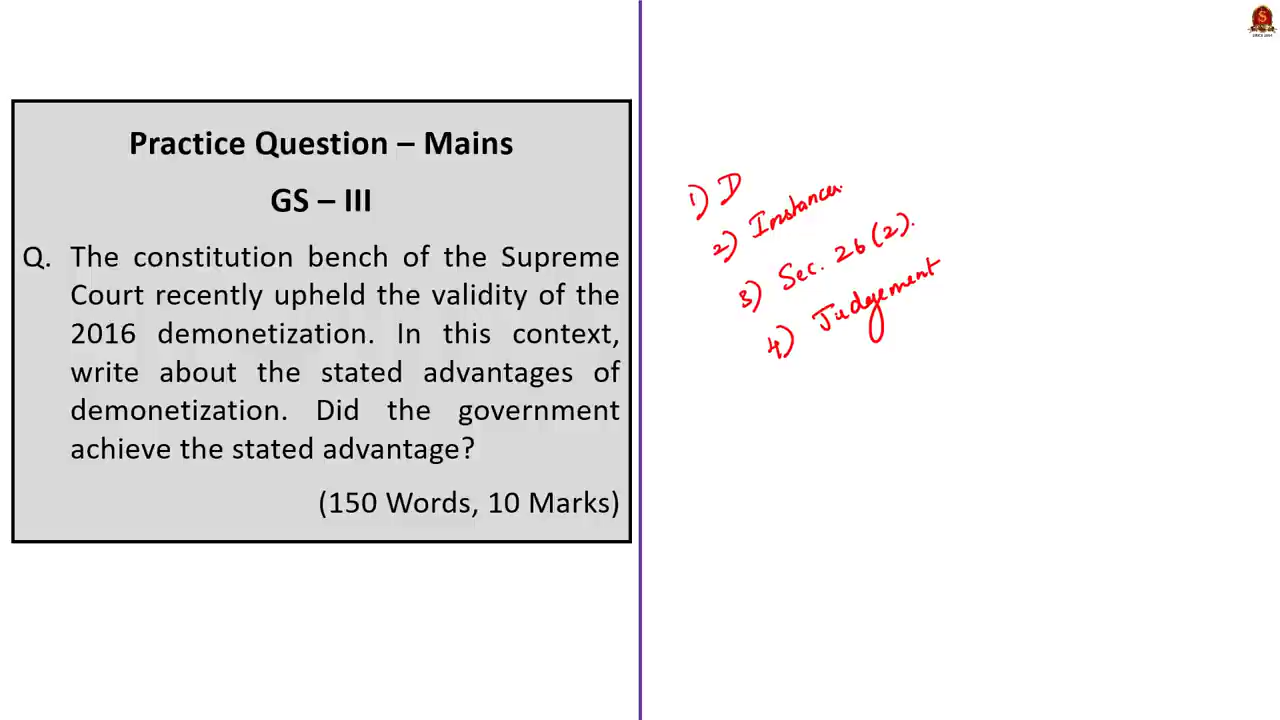 Practice Question – Mains
GS – III
Q. The constitution bench of the Supreme
Court recently upheld the validity of the
2016 demonetization. In this context,
write about the stated advantages of
demonetization. Did the government
achieve the stated advantage?
(150 Words, 10 Marks)
1) D
2) Instances
3) Sec. 26(2).
4) Judgement
S
SINCE 2004